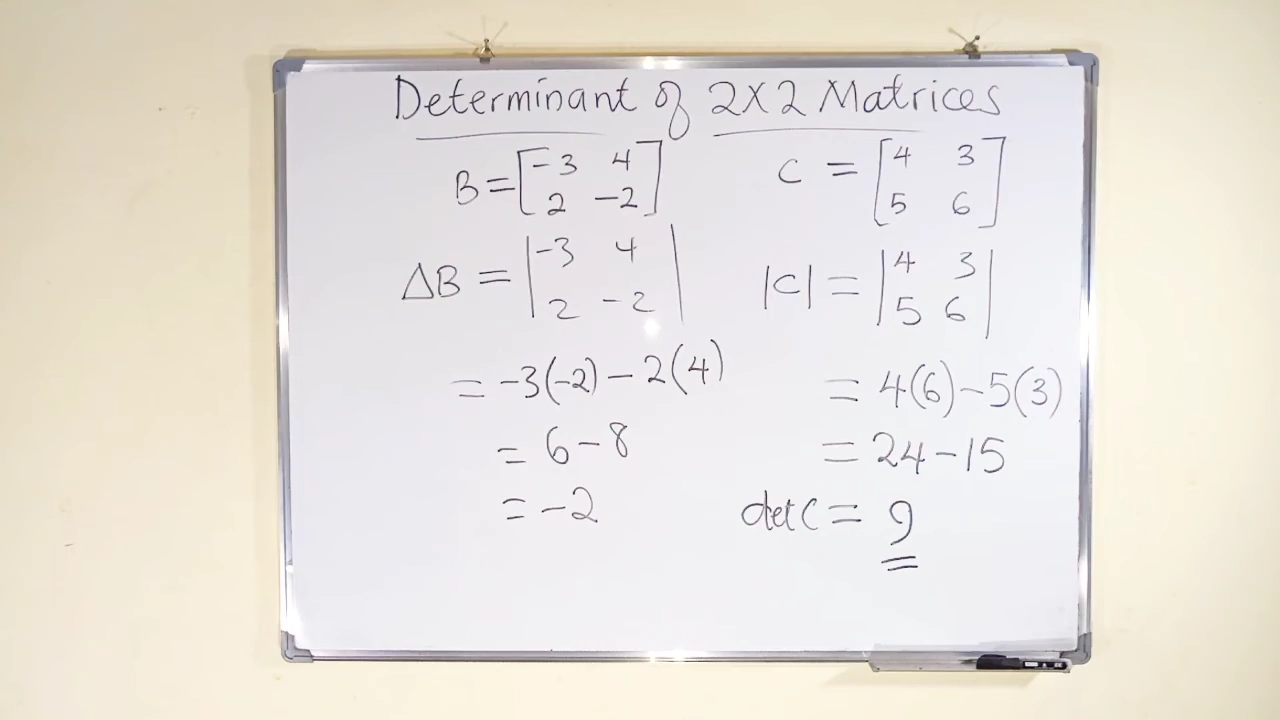 Determinant of 2X2 Matrices
B = [-3 4
2 -2]
ΔB = |-3 4
2 -2|
= -3(-2) - 2(4)
= 6 - 8
= -2
C = [4 3
5 6]
|C| = |4 3
5 6|
= 4(6) - 5(3)
= 24 - 15
det C = 9